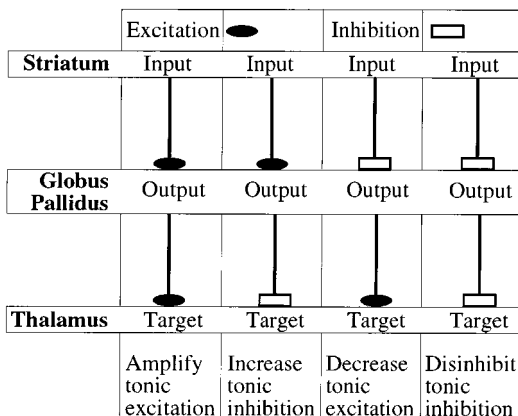 Excitation Inhibition
Striatum Input Input Input Input
Globus
Pallidus Output Output Output Output
Thalamus Target Target Target Target
Amplify Increase Decrease Disinhibit
tonic tonic tonic tonic
excitation inhibition excitation inhibition